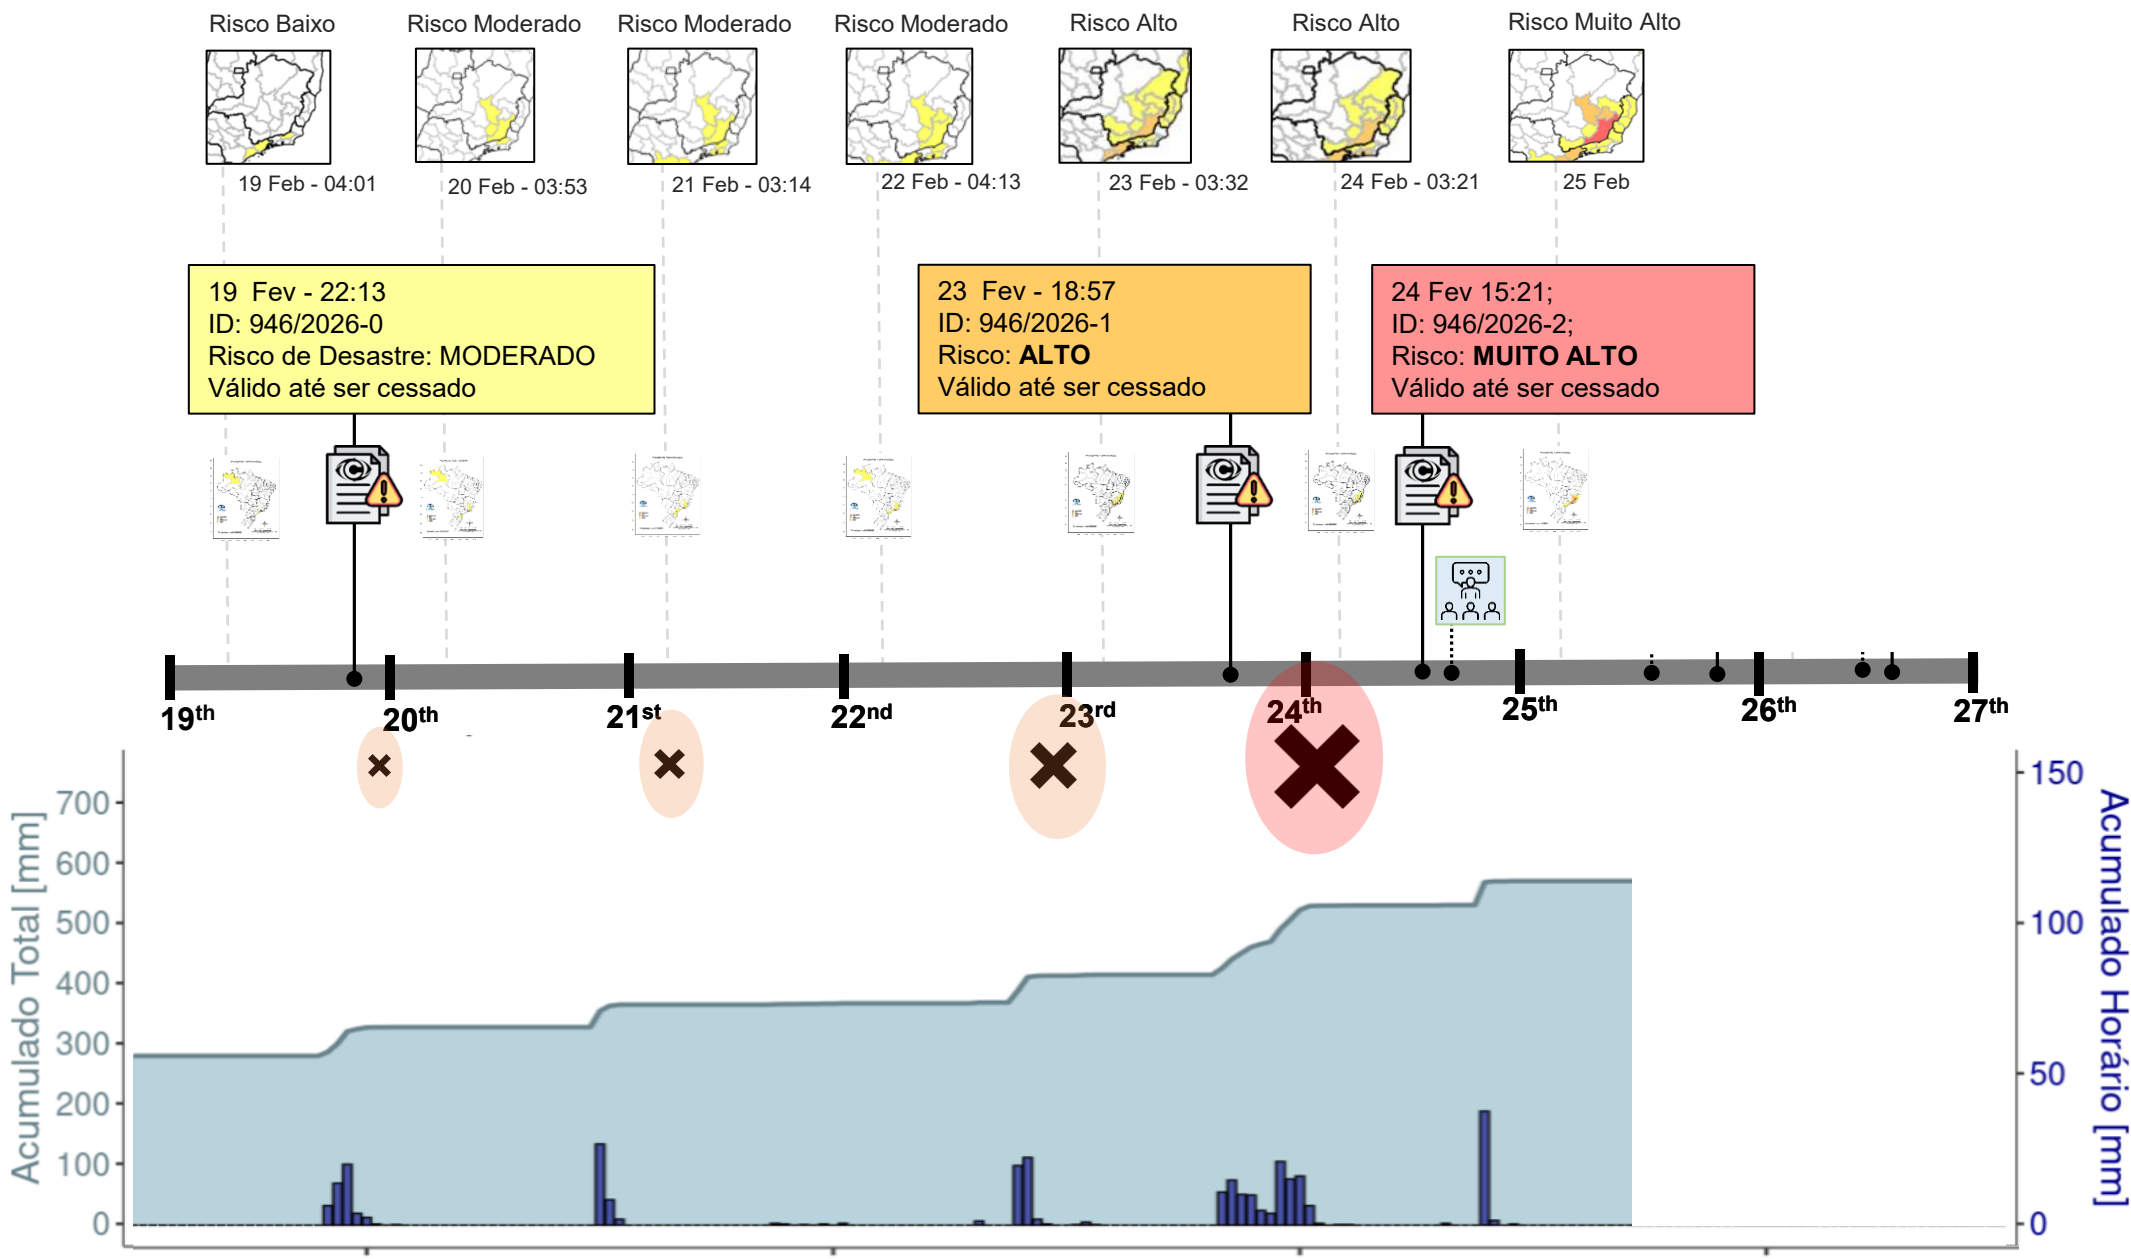 Risco Baixo
Risco Moderado
Risco Moderado
Risco Moderado
Risco Alto
Risco Alto
Risco Muito Alto
19 Feb - 04:01
20 Feb - 03:53
21 Feb - 03:14
22 Feb - 04:13
23 Feb - 03:32
24 Feb - 03:21
25 Feb
19 Fev - 22:13
ID: 946/2026-0
Risco de Desastre: MODERADO
Válido até ser cessado
23 Fev - 18:57
ID: 946/2026-1
Risco: ALTO
Válido até ser cessado
24 Fev 15:21;
ID: 946/2026-2;
Risco: MUITO ALTO
Válido até ser cessado
19th
20th
21st
22nd
23rd
24th
25th
26th
27th
Acumulado Total [mm]
700
600
500
400
300
200
100
0
150
100
50
0
Acumulado Horário [mm]